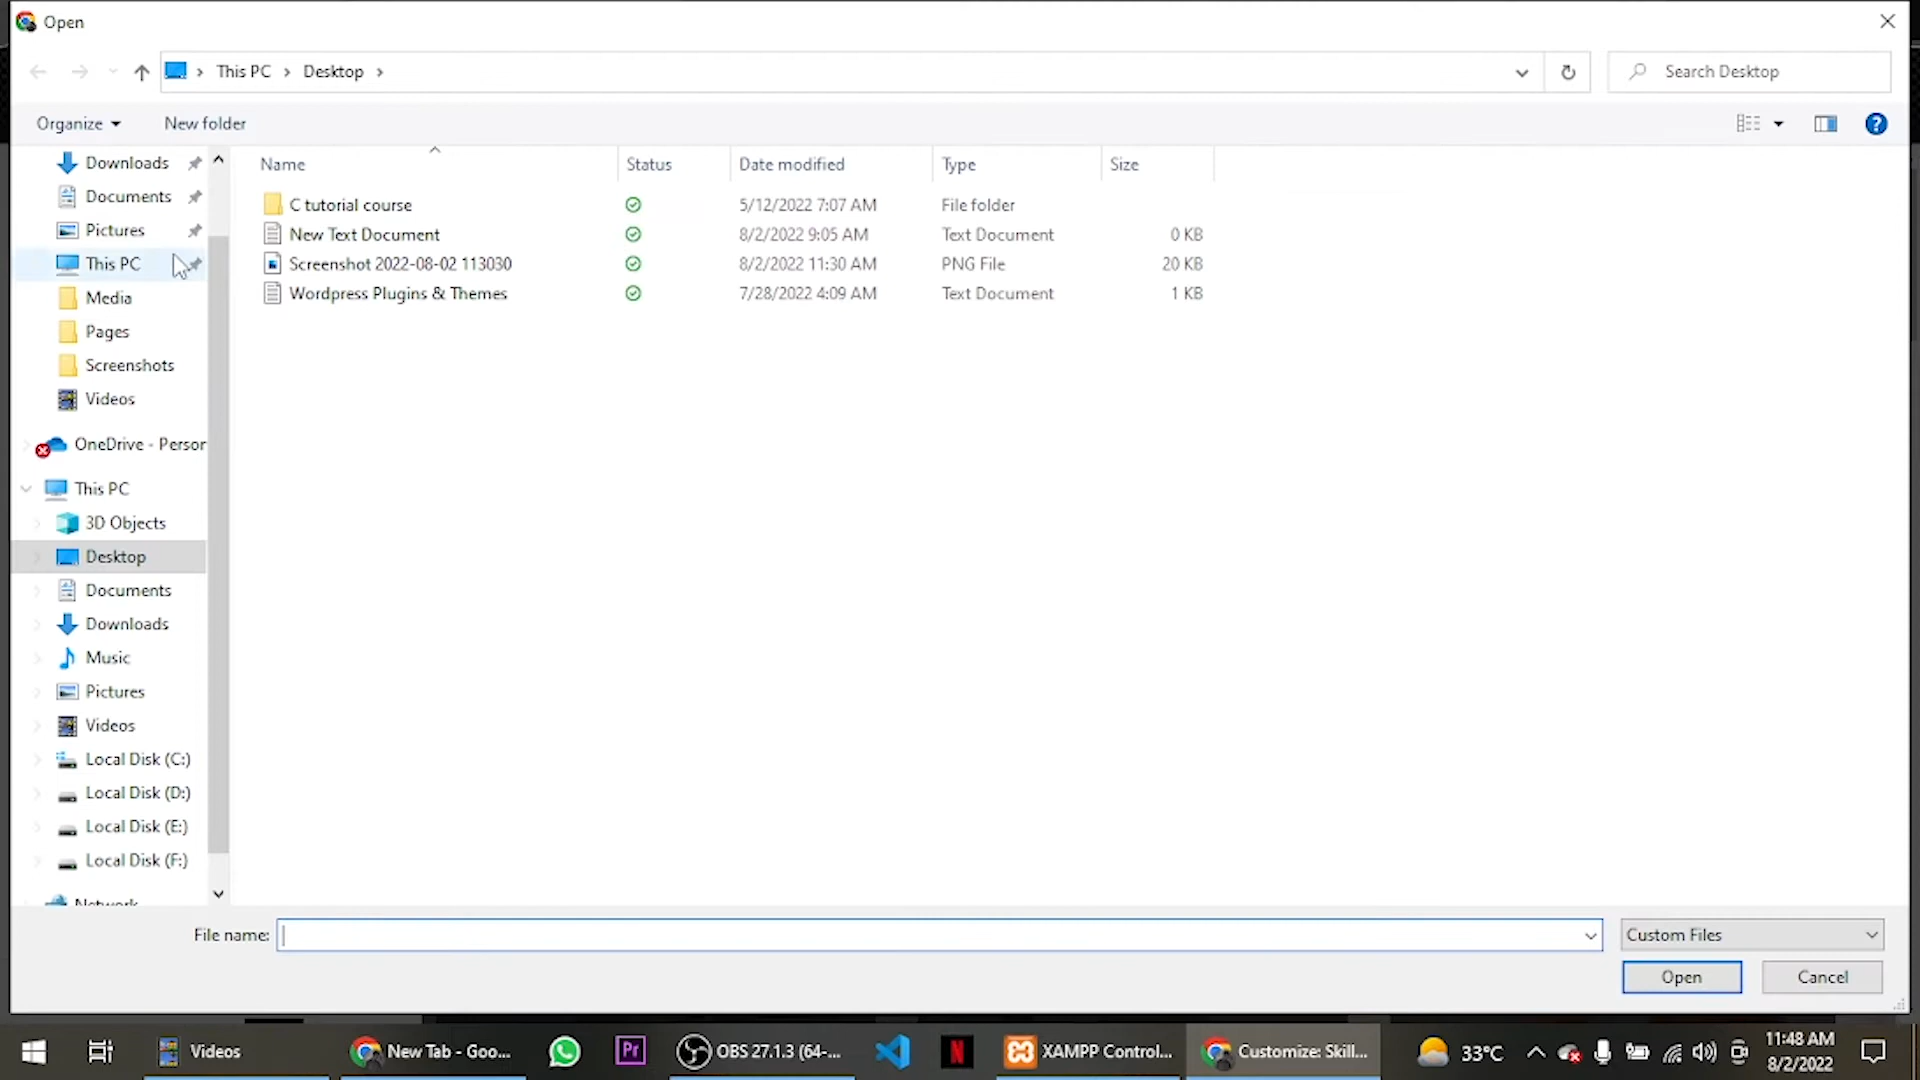 Open
This PC
Desktop
Search Desktop
Organize
New folder
Name
Status
Date modified
Type
Size
Downloads
Documents
Pictures
This PC
Media
Pages
Screenshots
Videos
OneDrive - Person
This PC
3D Objects
Desktop
Documents
Downloads
Music
Pictures
Videos
Local Disk (C:)
Local Disk (D:)
Local Disk (E:)
Local Disk (F:)
Network
C tutorial course 5/12/2022 7:07 AM File folder
New Text Document 8/2/2022 9:05 AM Text Document 0 KB
Screenshot 2022-08-02 113030 8/2/2022 11:30 AM PNG File 20 KB
Wordpress Plugins & Themes 7/28/2022 4:09 AM Text Document 1 KB
File name:
Custom Files
Open
Cancel
Videos
New Tab - Goo...
Pr
OBS 27.1.3 (64-...
N
XAMPP Control...
Customize: Skill...
33°C
11:48 AM
8/2/2022